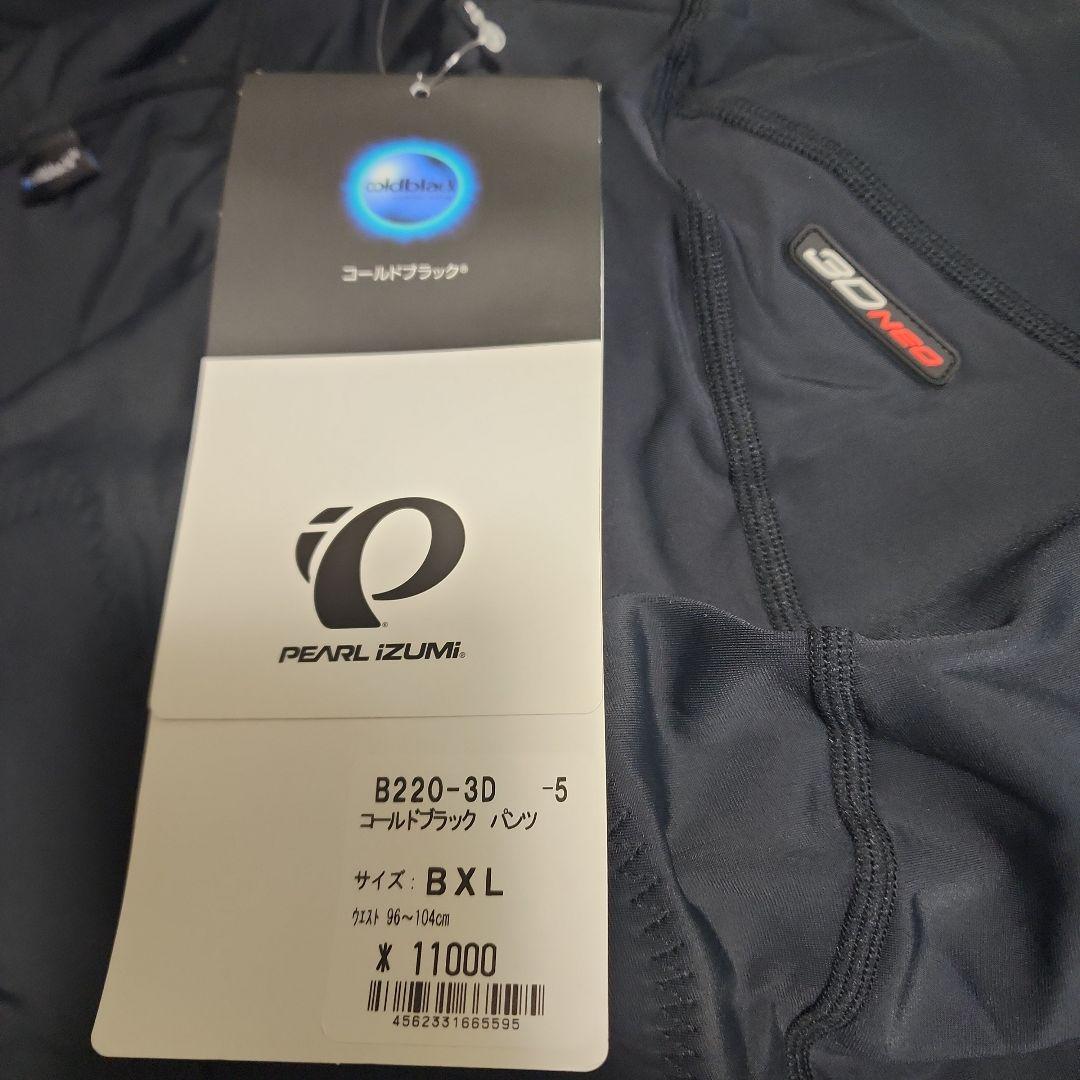 coldblack
コールドブラック®
3D NEO
PEARL iZUMi®
B220-3D -5
コールドブラック パンツ
サイズ: BXL
ウエスト 96～104cm
¥ 11000
4562331665595